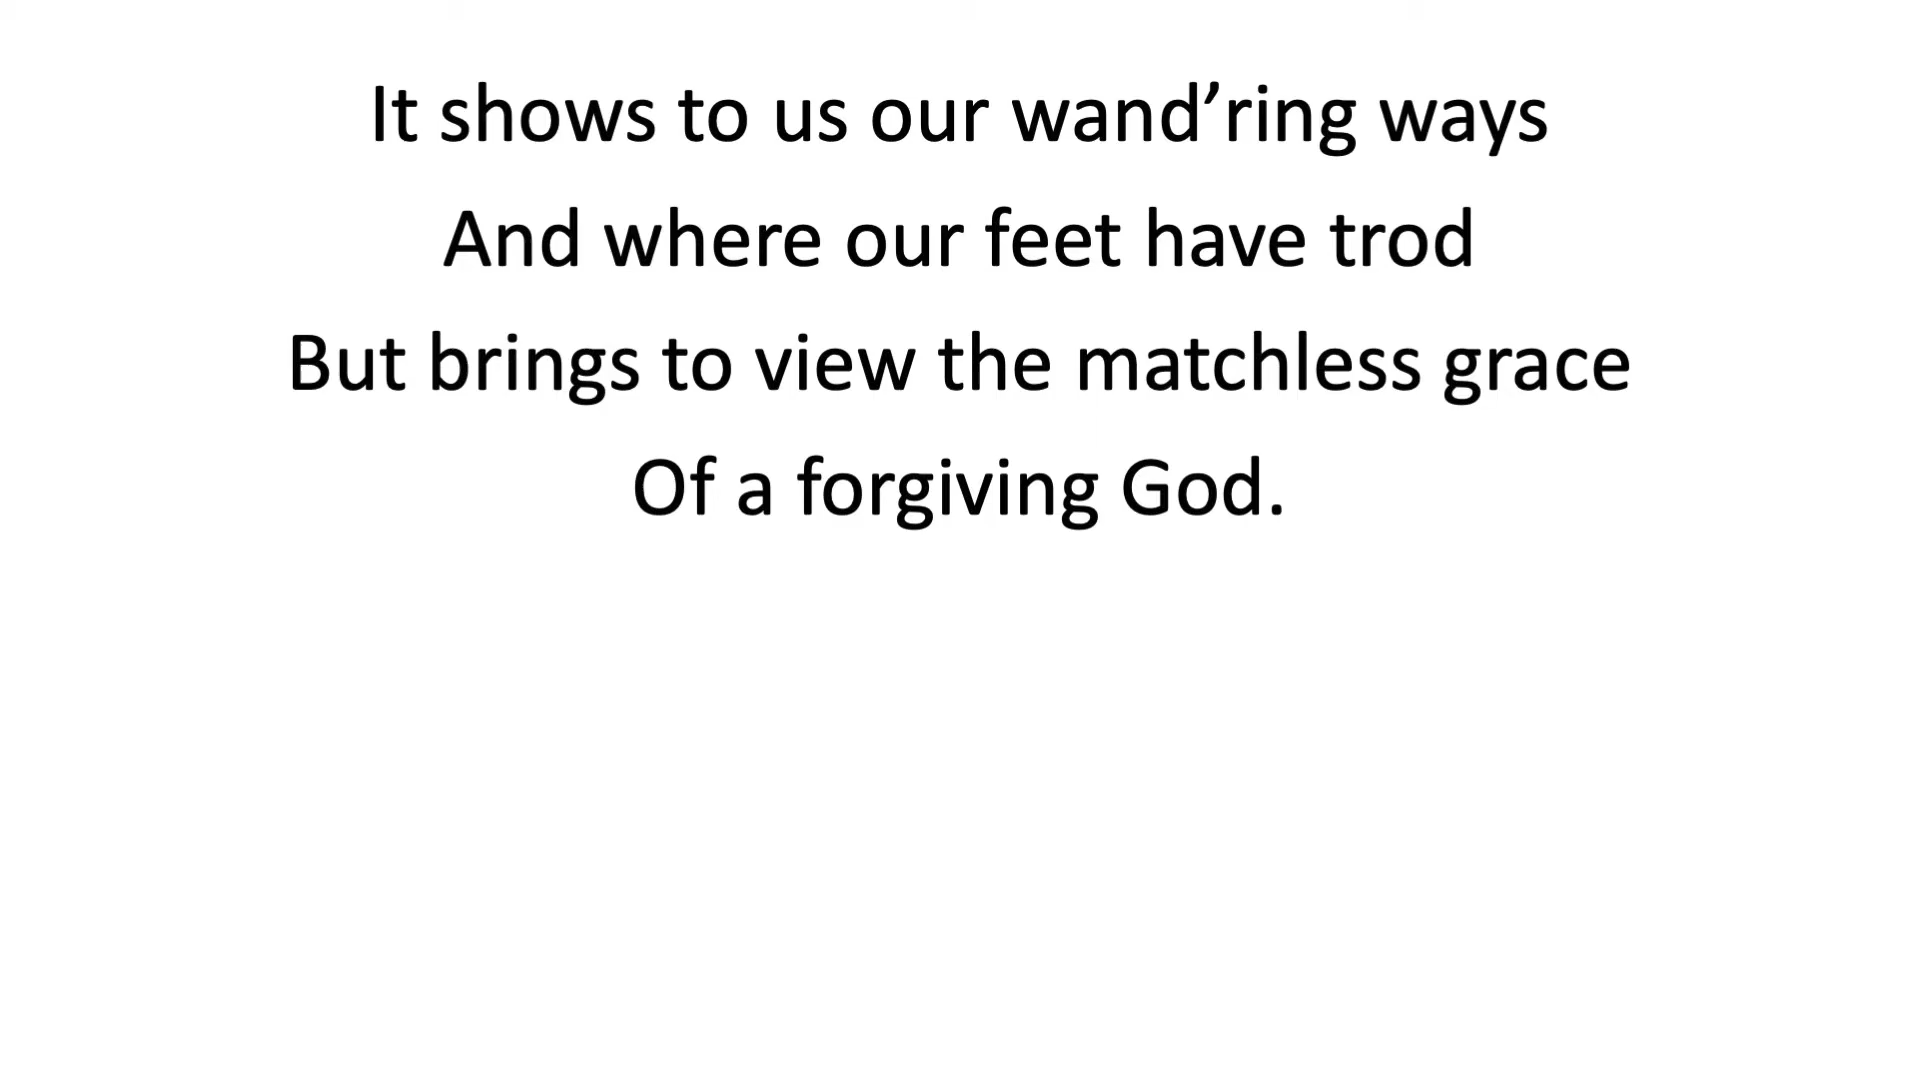 It shows to us our wand’ring ways
And where our feet have trod
But brings to view the matchless grace
Of a forgiving God.